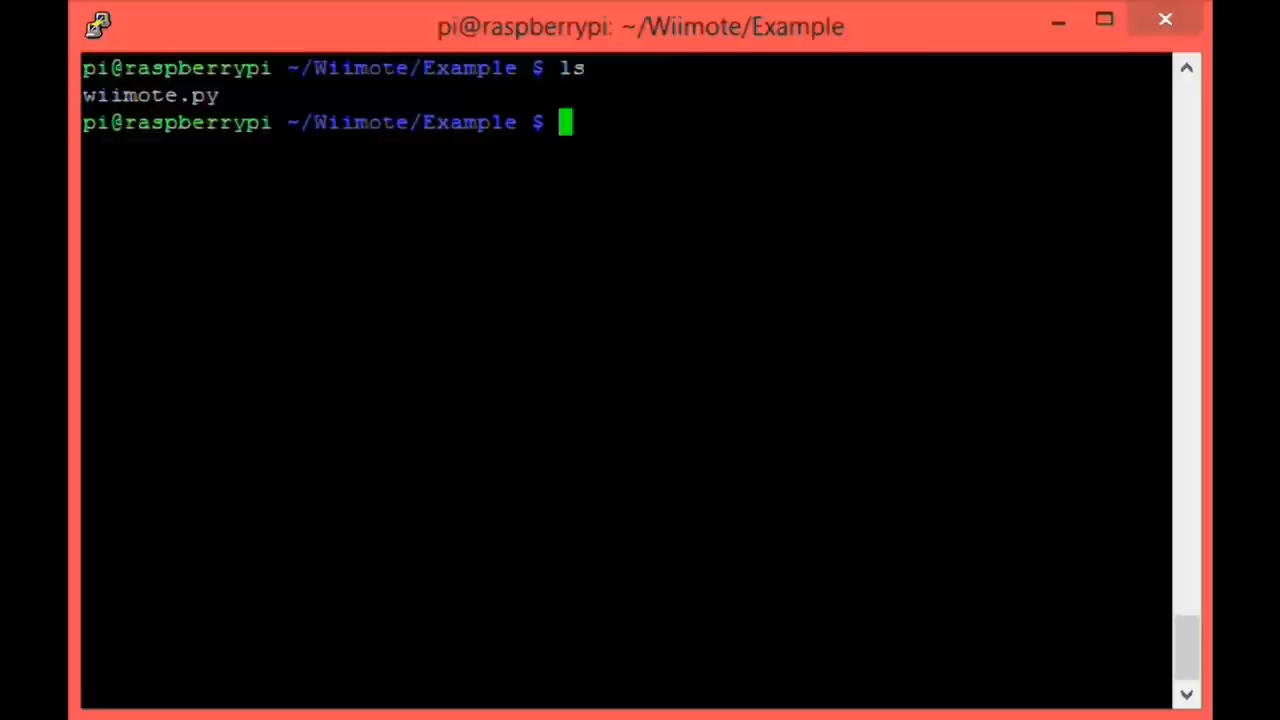 pi@raspberrypi: ~/Wiimote/Example
pi@raspberrypi ~/Wiimote/Example $ ls
wiimote.py
pi@raspberrypi ~/Wiimote/Example $